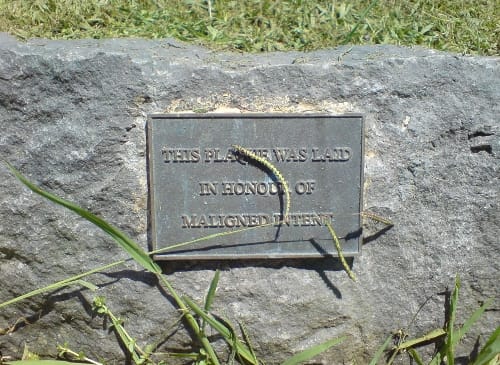 THIS PLAQUE WAS LAID
IN HONOUR OF
MALIGNED INTENT